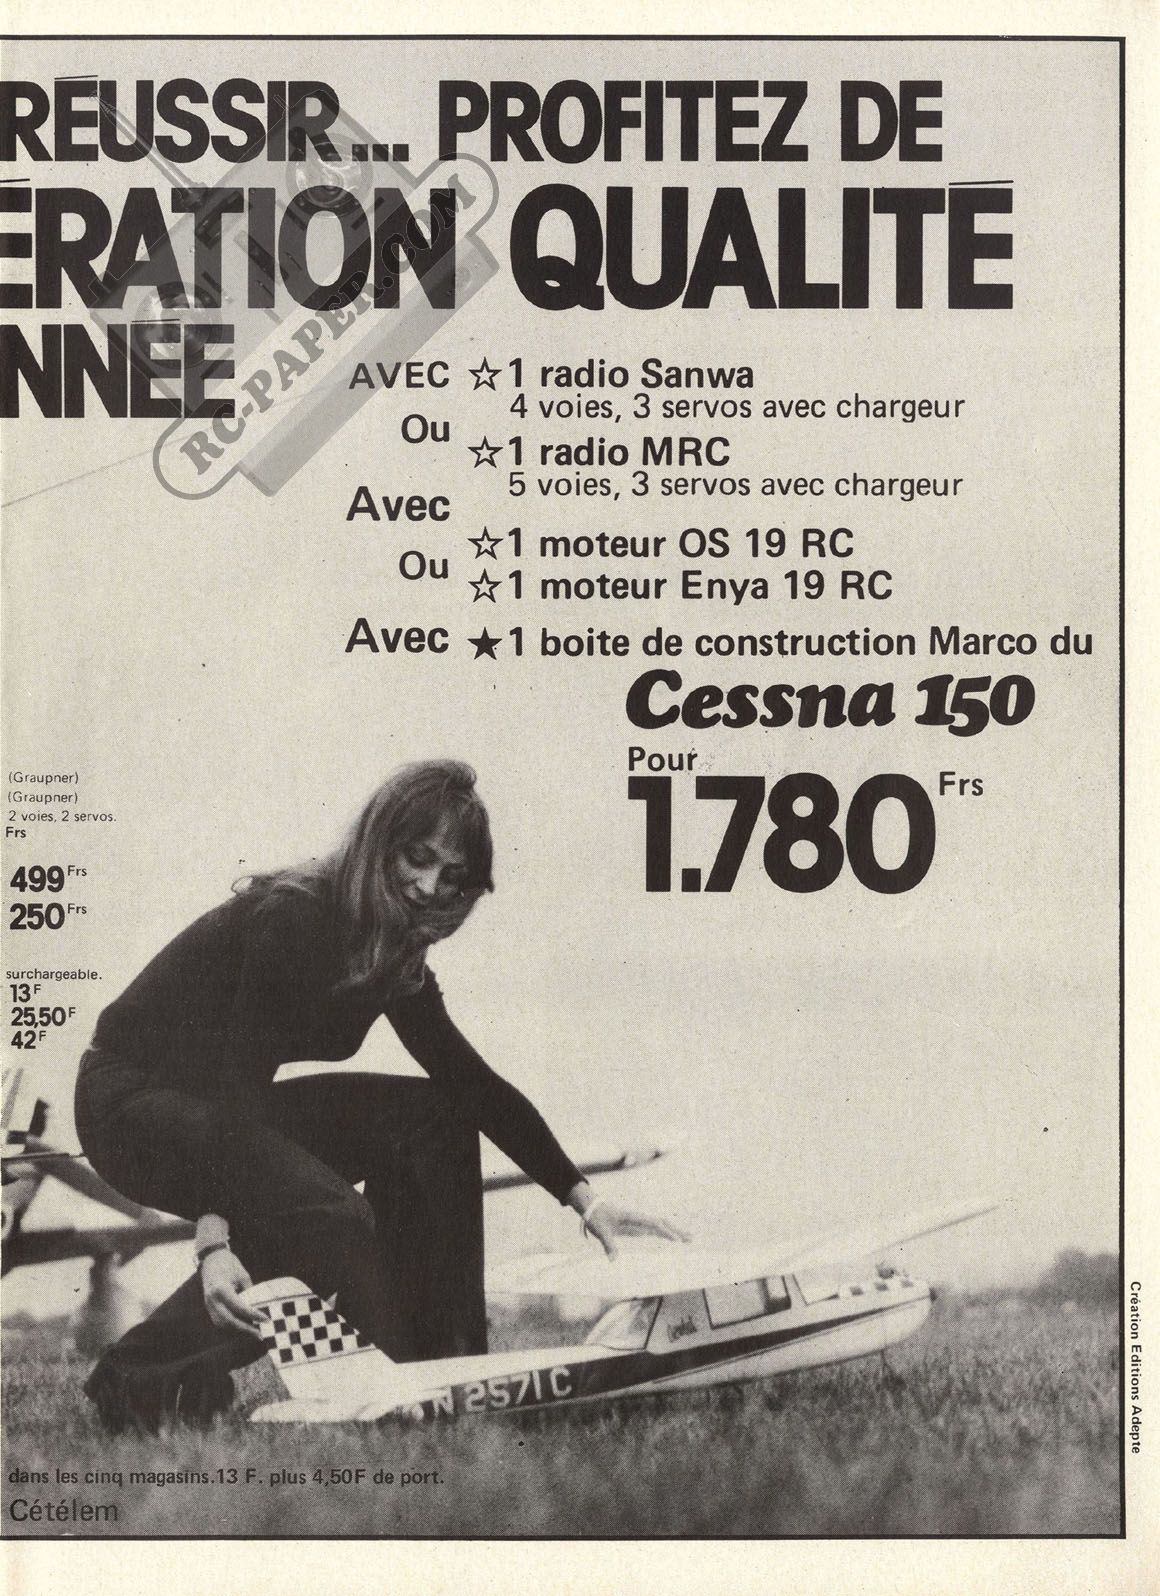 RÉUSSIR... PROFITEZ DE
ÉRATION QUALITÉ
NNÉE
RC-PAPER.COM
AVEC ☆ 1 radio Sanwa
4 voies, 3 servos avec chargeur
Ou
☆ 1 radio MRC
5 voies, 3 servos avec chargeur
Avec
☆ 1 moteur OS 19 RC
Ou
☆ 1 moteur Enya 19 RC
Avec ★ 1 boite de construction Marco du
Cessna 150
Pour
1.780 Frs
(Graupner)
(Graupner)
2 voies, 2 servos.
Frs
499 Frs
250 Frs
surchargeable.
13 F
25,50 F
42 F
N 2571 C
dans les cinq magasins.13 F. plus 4,50F de port.
Cétélem
Création Editions Adepte